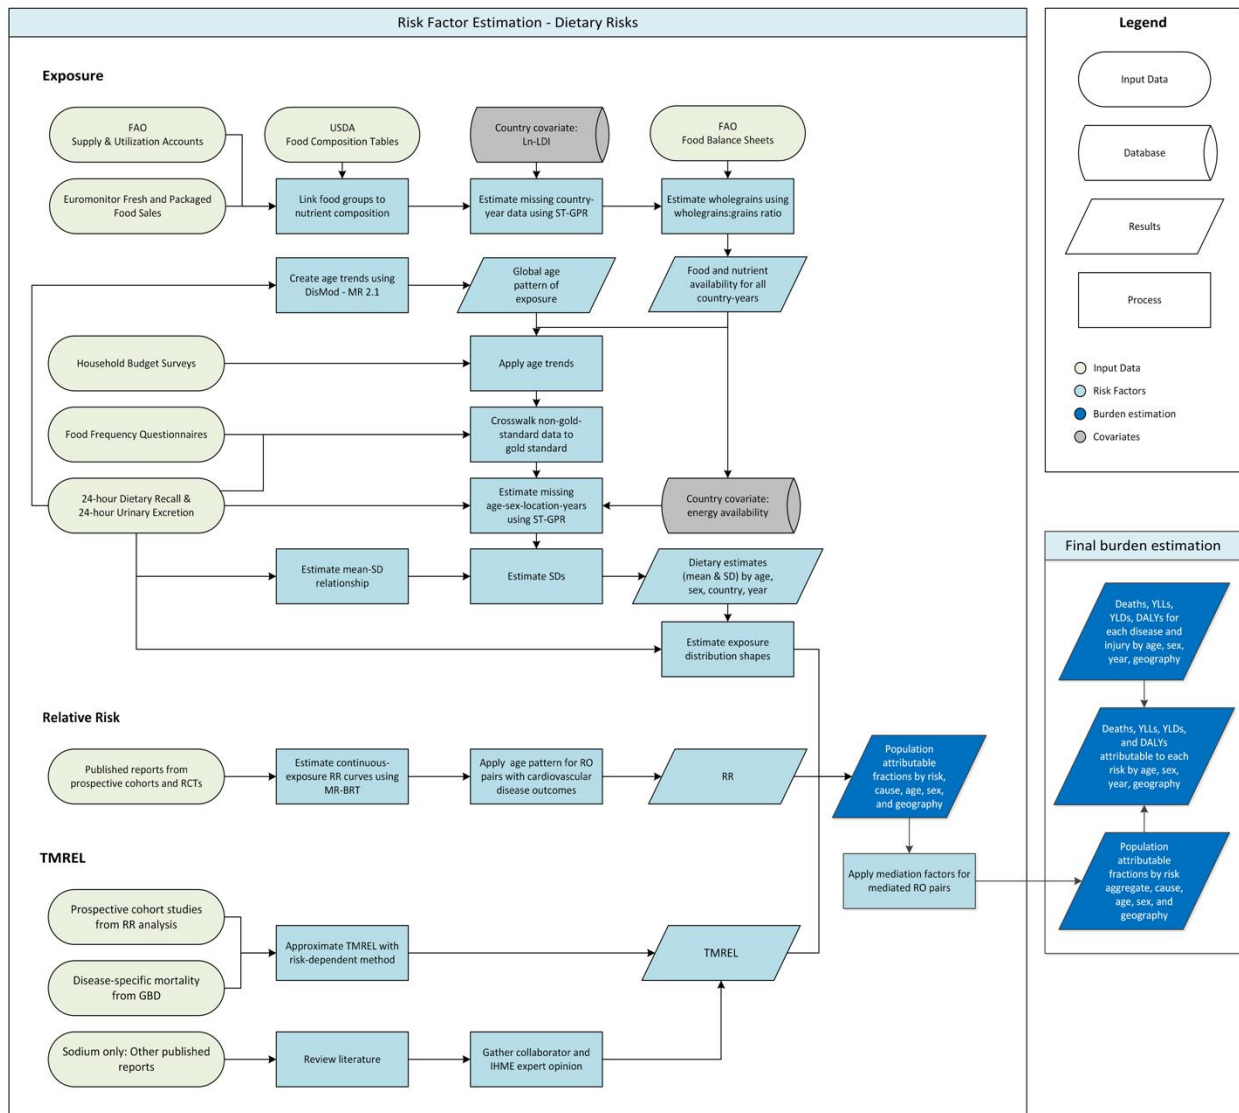 Risk Factor Estimation - Dietary Risks
Exposure
FAO
Supply & Utilization Accounts
USDA
Food Composition Tables
Country covariate:
Ln-LDI
FAO
Food Balance Sheets
Euromonitor Fresh and Packaged
Food Sales
Link food groups to
nutrient composition
Estimate missing country-
year data using ST-GPR
Estimate wholegrains using
wholegrains:grains ratio
Create age trends using
DisMod - MR 2.1
Global age
pattern of
exposure
Food and nutrient
availability for all
country-years
Household Budget Surveys
Apply age trends
Food Frequency Questionnaires
Crosswalk non-gold-
standard data to
gold standard
24-hour Dietary Recall &
24-hour Urinary Excretion
Estimate missing
age-sex-location-years
using ST-GPR
Country covariate:
energy availability
Estimate mean-SD
relationship
Estimate SDs
Dietary estimates
(mean & SD) by age,
sex, country, year
Estimate exposure
distribution shapes
Relative Risk
Published reports from
prospective cohorts and RCTs
Estimate continuous-
exposure RR curves using
MR-BRT
Apply age pattern for RO
pairs with cardiovascular
disease outcomes
RR
Population
attributable
fractions by risk,
cause, age, sex,
and geography
Apply mediation factors for
mediated RO pairs
TMREL
Prospective cohort studies
from RR analysis
Disease-specific mortality
from GBD
Approximate TMREL with
risk-dependent method
TMREL
Sodium only: Other published
reports
Review literature
Gather collaborator and
IHME expert opinion
Legend
Input Data
Database
Results
Process
Input Data
Risk Factors
Burden estimation
Covariates
Final burden estimation
Deaths, YLLs,
YLDs, DALYs for
each disease and
injury by age, sex,
year, geography
Deaths, YLLs, YLDs,
and DALYs
attributable to each
risk by age, sex,
year, geography
Population
attributable
fractions by risk
aggregate, cause,
age, sex, and
geography